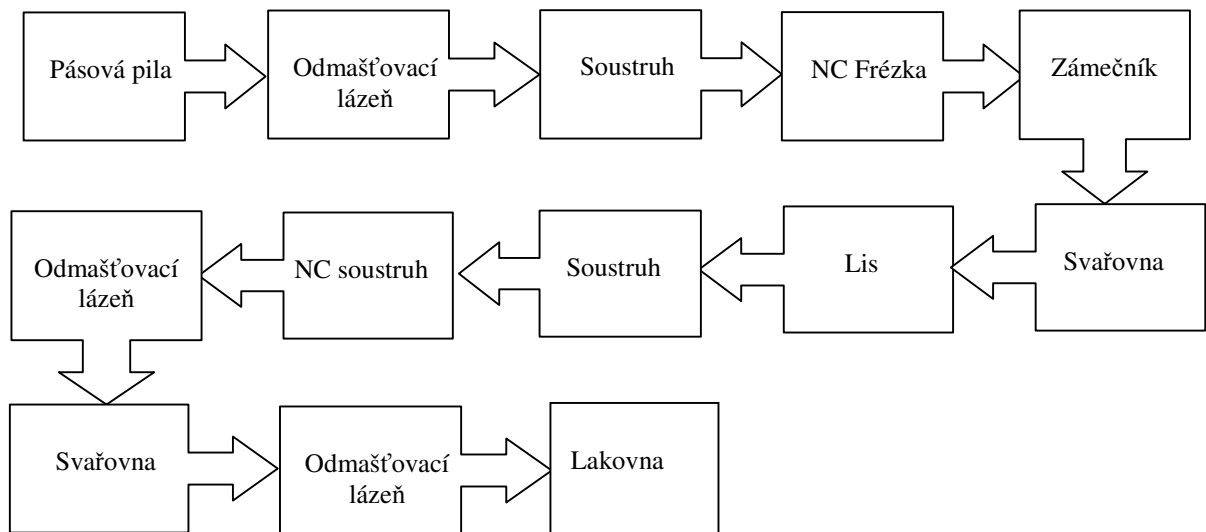 Pásová pila
Odmašťovací
lázeň
Soustruh
NC Frézka
Zámečník
Svařovna
Lis
Soustruh
NC soustruh
Odmašťovací
lázeň
Svařovna
Odmašťovací
lázeň
Lakovna